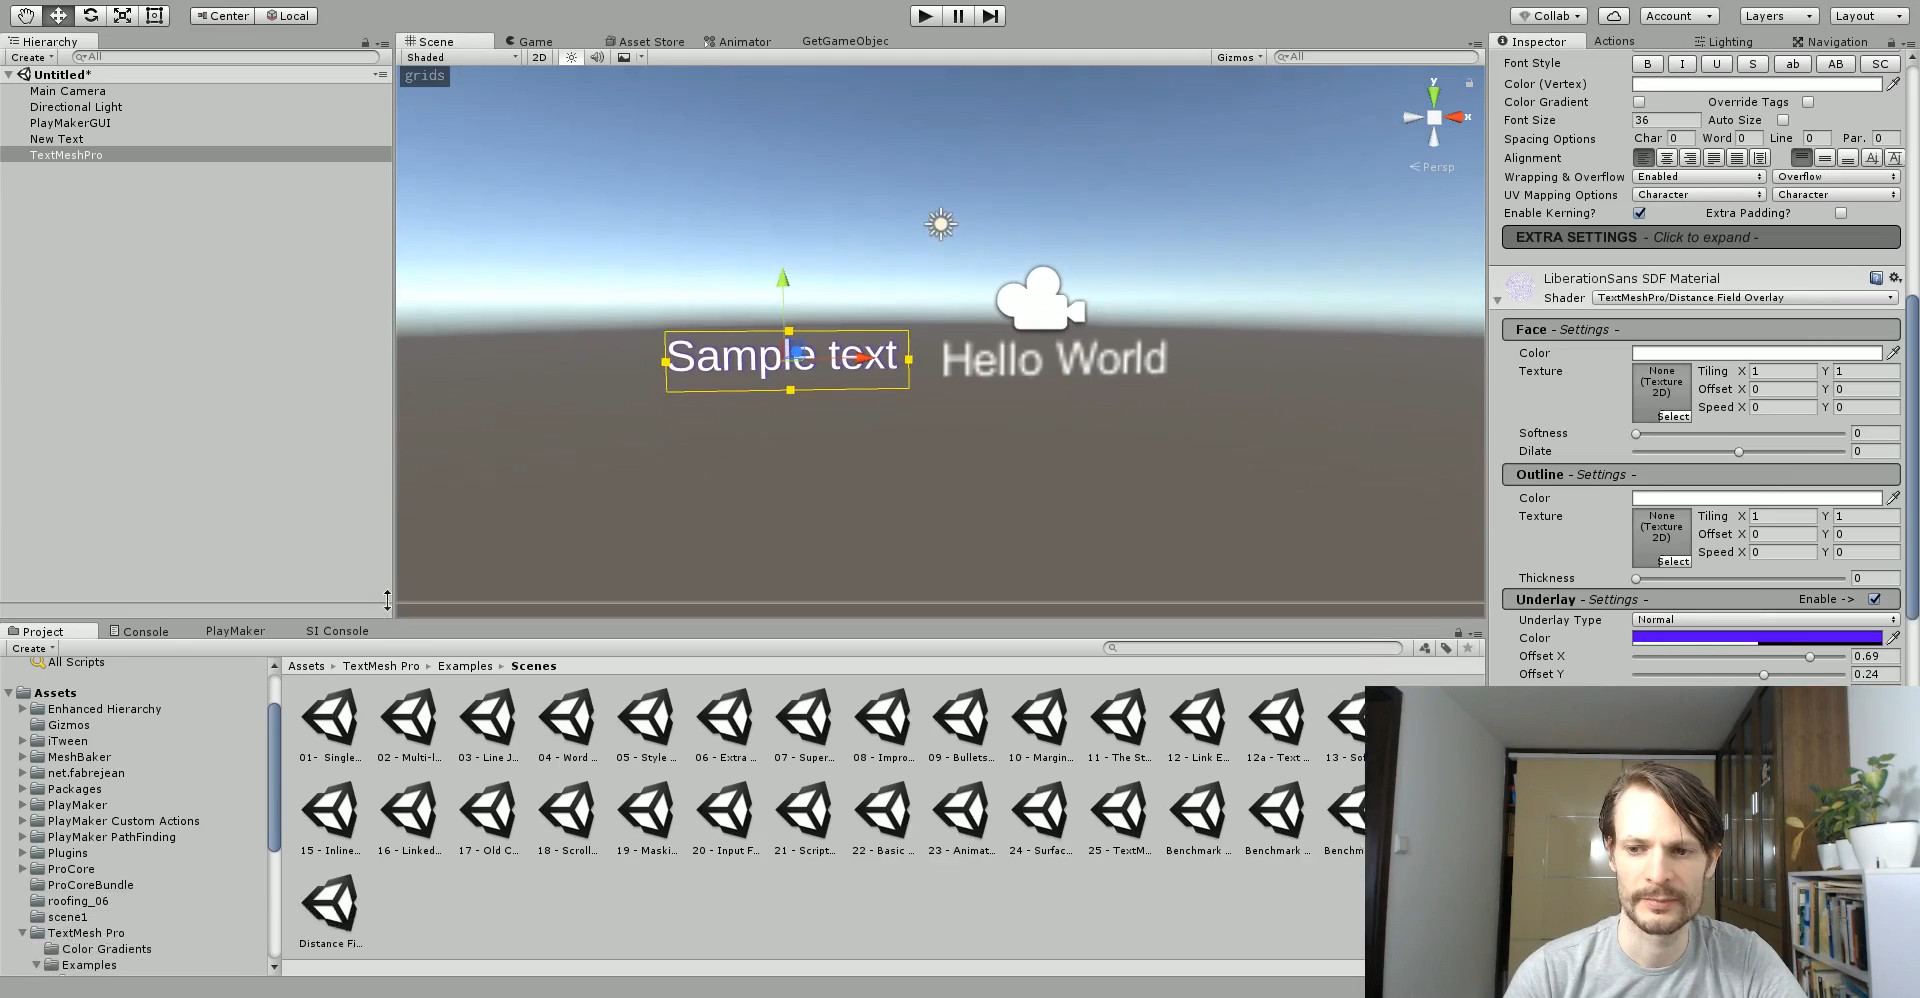 Center
Local
Collab
Account
Layers
Layout
Hierarchy
Create
All
Untitled*
Main Camera
Directional Light
PlayMakerGUI
New Text
TextMeshPro
Scene
Game
Asset Store
Animator
GetGameObjec
Shaded
2D
Gizmos
All
grids
y
x
Persp
Sample text
Hello World
Inspector
Actions
Lighting
Navigation
Font Style
B
I
U
S
ab
AB
SC
Color (Vertex)
Color Gradient
Override Tags
Font Size
36
Auto Size
Spacing Options
Char 0 Word 0 Line 0 Par. 0
Alignment
Wrapping & Overflow
Enabled
Overflow
UV Mapping Options
Character
Character
Enable Kerning?
Extra Padding?
EXTRA SETTINGS - Click to expand -
LiberationSans SDF Material
Shader
TextMeshPro/Distance Field Overlay
Face - Settings -
Color
Texture
None
(Texture
2D)
Select
Tiling X 1 Y 1
Offset X 0 Y 0
Speed X 0 Y 0
Softness
0
Dilate
0
Outline - Settings -
Color
Texture
None
(Texture
2D)
Select
Tiling X 1 Y 1
Offset X 0 Y 0
Speed X 0 Y 0
Thickness
0
Underlay - Settings -
Enable ->
Underlay Type
Normal
Color
Offset X
0.69
Offset Y
0.24
Project
Console
PlayMaker
SI Console
Create
All Scripts
Assets
Enhanced Hierarchy
Gizmos
iTween
MeshBaker
net.fabrejean
Packages
PlayMaker
PlayMaker Custom Actions
PlayMaker PathFinding
Plugins
ProCore
ProCoreBundle
roofing_06
scene1
TextMesh Pro
Color Gradients
Examples
Assets
TextMesh Pro
Examples
Scenes
01- Single...
02 - Multi-l...
03 - Line J...
04 - Word ...
05 - Style ...
06 - Extra ...
07 - Super...
08 - Impro...
09 - Bullets...
10 - Margin...
11 - The St...
12 - Link E...
12a - Text ...
13 - Sof
15 - Inline...
16 - Linked...
17 - Old C...
18 - Scroll...
19 - Maski...
20 - Input F...
21 - Script...
22 - Basic ...
23 - Animat...
24 - Surfac...
25 - TextM...
Benchmark ...
Benchmark ...
Benchm
Distance Fi...